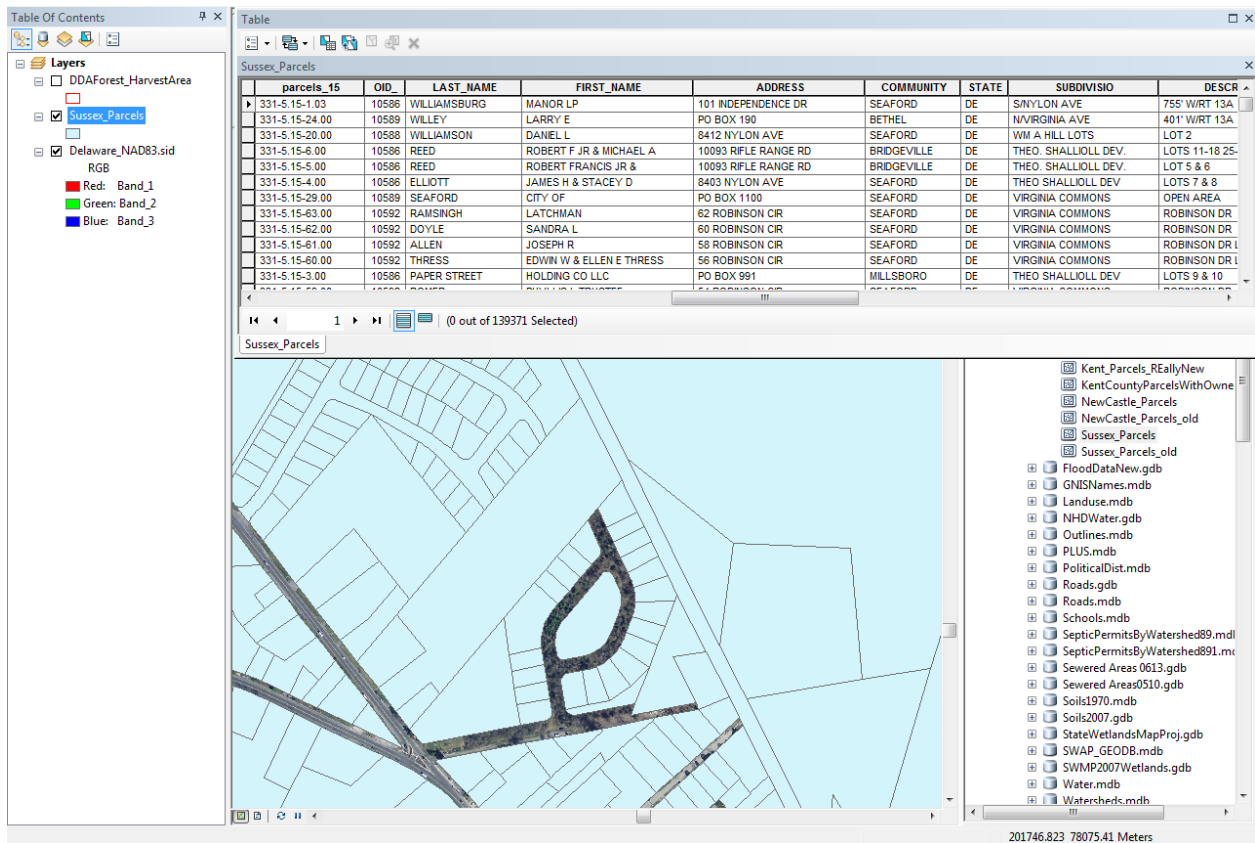 Table Of Contents
Layers
DDAForest_HarvestArea
Sussex_Parcels
Delaware_NAD83.sid
RGB
Red: Band_1
Green: Band_2
Blue: Band_3
Table
Sussex_Parcels
parcels_15 OID_ LAST_NAME FIRST_NAME ADDRESS COMMUNITY STATE SUBDIVISIO DESCR
331-5.15-1.03 10586 WILLIAMSBURG MANOR LP 101 INDEPENDENCE DR SEAFORD DE S/NYLON AVE 755' W/RT 13A
331-5.15-24.00 10589 WILLEY LARRY E PO BOX 190 BETHEL DE N/VIRGINIA AVE 401' W/RT 13A
331-5.15-20.00 10588 WILLIAMSON DANIEL L 8412 NYLON AVE SEAFORD DE WM A HILL LOTS LOT 2
331-5.15-6.00 10586 REED ROBERT F JR & MICHAEL A 10093 RIFLE RANGE RD BRIDGEVILLE DE THEO. SHALLIOLL DEV. LOTS 11-18 25-
331-5.15-5.00 10586 REED ROBERT FRANCIS JR & 10093 RIFLE RANGE RD BRIDGEVILLE DE THEO. SHALLIOLL DEV. LOT 5 & 6
331-5.15-4.00 10586 ELLIOTT JAMES H & STACEY D 8403 NYLON AVE SEAFORD DE THEO SHALLIOLL DEV LOTS 7 & 8
331-5.15-29.00 10589 SEAFORD CITY OF PO BOX 1100 SEAFORD DE VIRGINIA COMMONS OPEN AREA
331-5.15-63.00 10592 RAMSINGH LATCHMAN 62 ROBINSON CIR SEAFORD DE VIRGINIA COMMONS ROBINSON DR
331-5.15-62.00 10592 DOYLE SANDRA L 60 ROBINSON CIR SEAFORD DE VIRGINIA COMMONS ROBINSON DR
331-5.15-61.00 10592 ALLEN JOSEPH R 58 ROBINSON CIR SEAFORD DE VIRGINIA COMMONS ROBINSON DR L
331-5.15-60.00 10592 THRESS EDWIN W & ELLEN E THRESS 56 ROBINSON CIR SEAFORD DE VIRGINIA COMMONS ROBINSON DR L
331-5.15-3.00 10586 PAPER STREET HOLDING CO LLC PO BOX 991 MILLSBORO DE THEO SHALLIOLL DEV LOTS 9 & 10
1 (0 out of 139371 Selected)
Sussex_Parcels
Kent_Parcels_REallyNew
KentCountyParcelsWithOwne
NewCastle_Parcels
NewCastle_Parcels_old
Sussex_Parcels
Sussex_Parcels_old
FloodDataNew.gdb
GNISNames.mdb
Landuse.mdb
NHDWater.gdb
Outlines.mdb
PLUS.mdb
PoliticalDist.mdb
Roads.gdb
Roads.mdb
Schools.mdb
SepticPermitsByWatershed89.mdl
SepticPermitsByWatershed891.mc
Sewered Areas 0613.gdb
Sewered Areas0510.gdb
Soils1970.mdb
Soils2007.gdb
StateWetlandsMapProj.gdb
SWAP_GEODB.mdb
SWMP2007Wetlands.gdb
Water.mdb
Watersheds.mdb
201746.823 78075.41 Meters